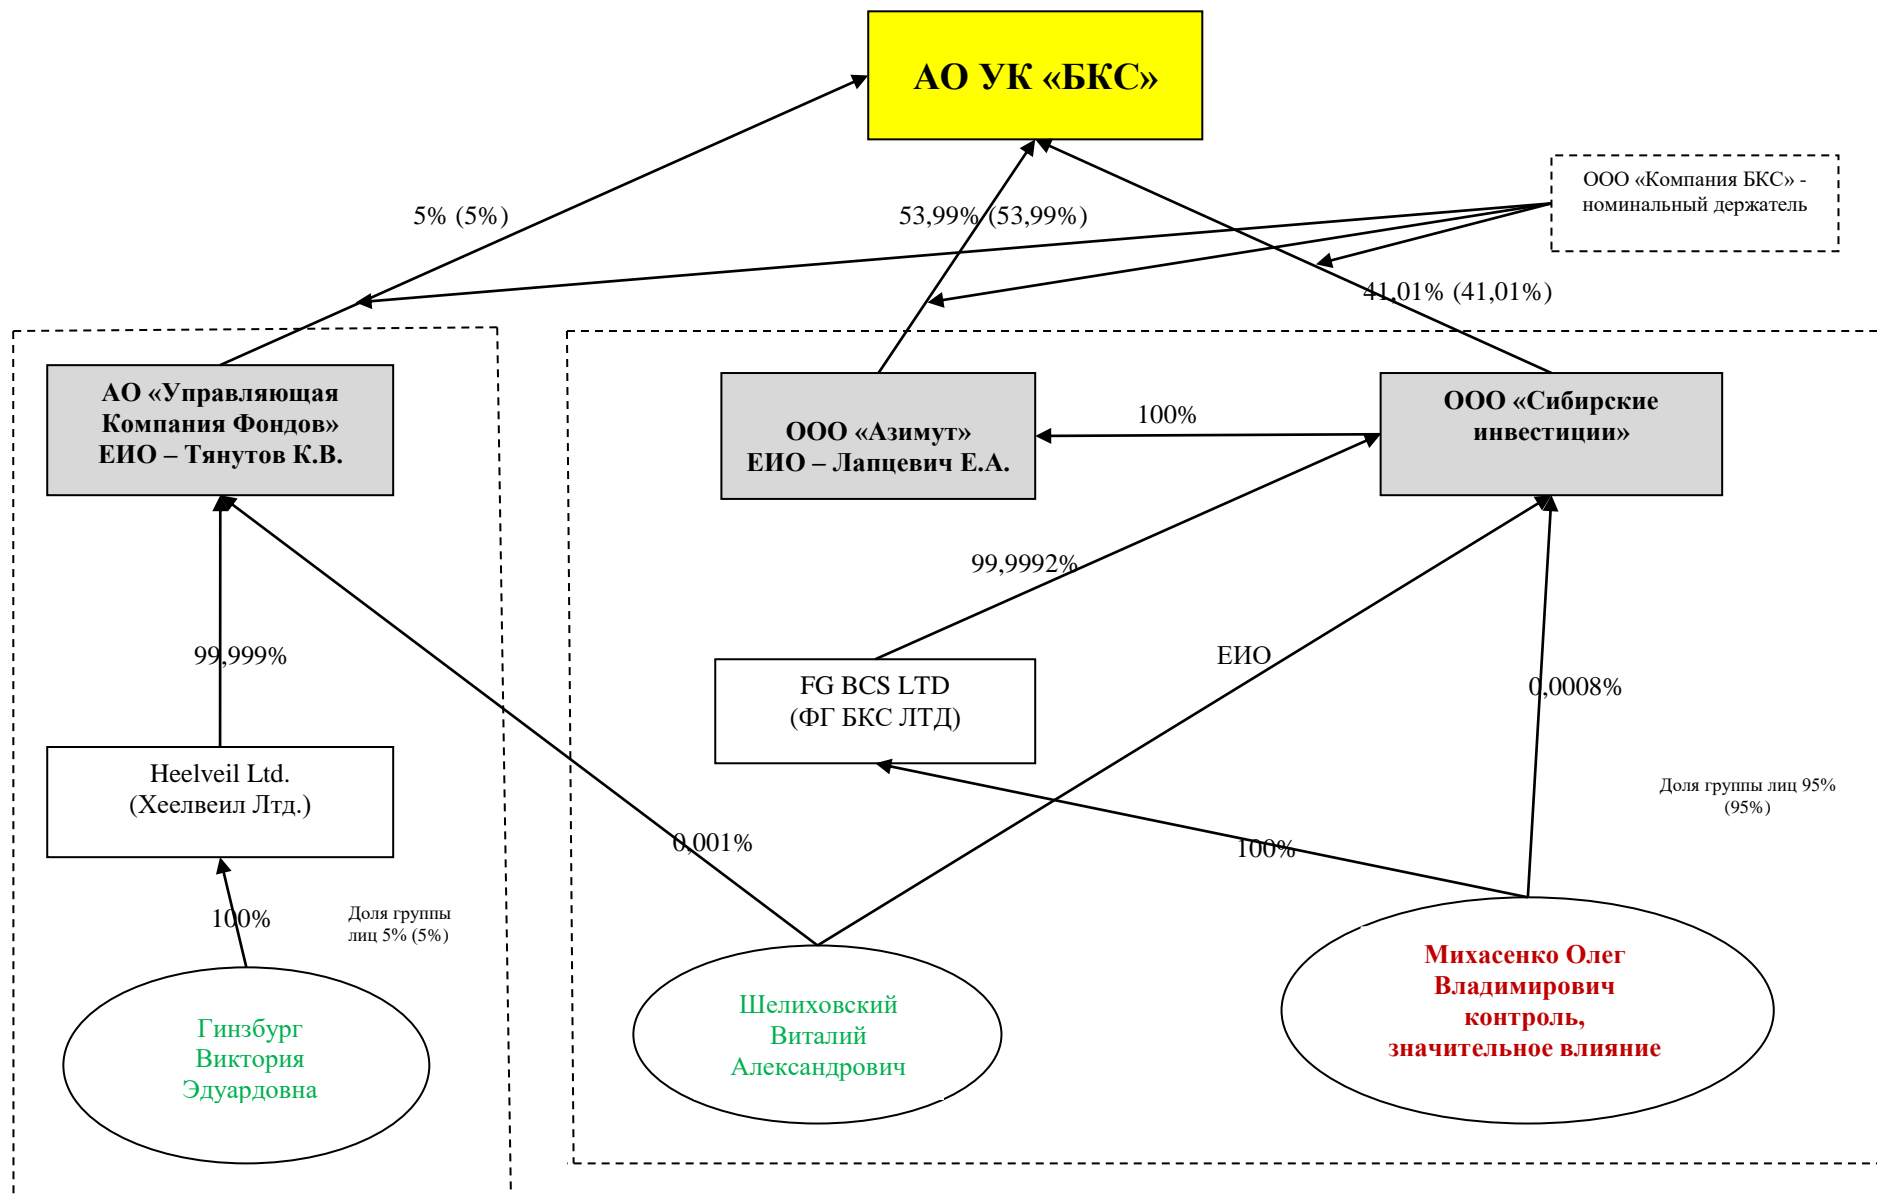 АО УК «БКС»
ООО «Компания БКС» -
номинальный держатель
5% (5%)
53,99% (53,99%)
41,01% (41,01%)
АО «Управляющая
Компания Фондов»
ЕИО – Тянутов К.В.
ООО «Азимут»
ЕИО – Лапцевич Е.А.
100%
ООО «Сибирские
инвестиции»
99,9992%
99,999%
ЕИО
0,0008%
FG BCS LTD
(ФГ БКС ЛТД)
Heelveil Ltd.
(Хеелвеил Лтд.)
Доля группы лиц 95%
(95%)
0,001%
100%
100%
Доля группы
лиц 5% (5%)
Гинзбург
Виктория
Эдуардовна
Шелиховский
Виталий
Александрович
Михасенко Олег
Владимирович
контроль,
значительное влияние